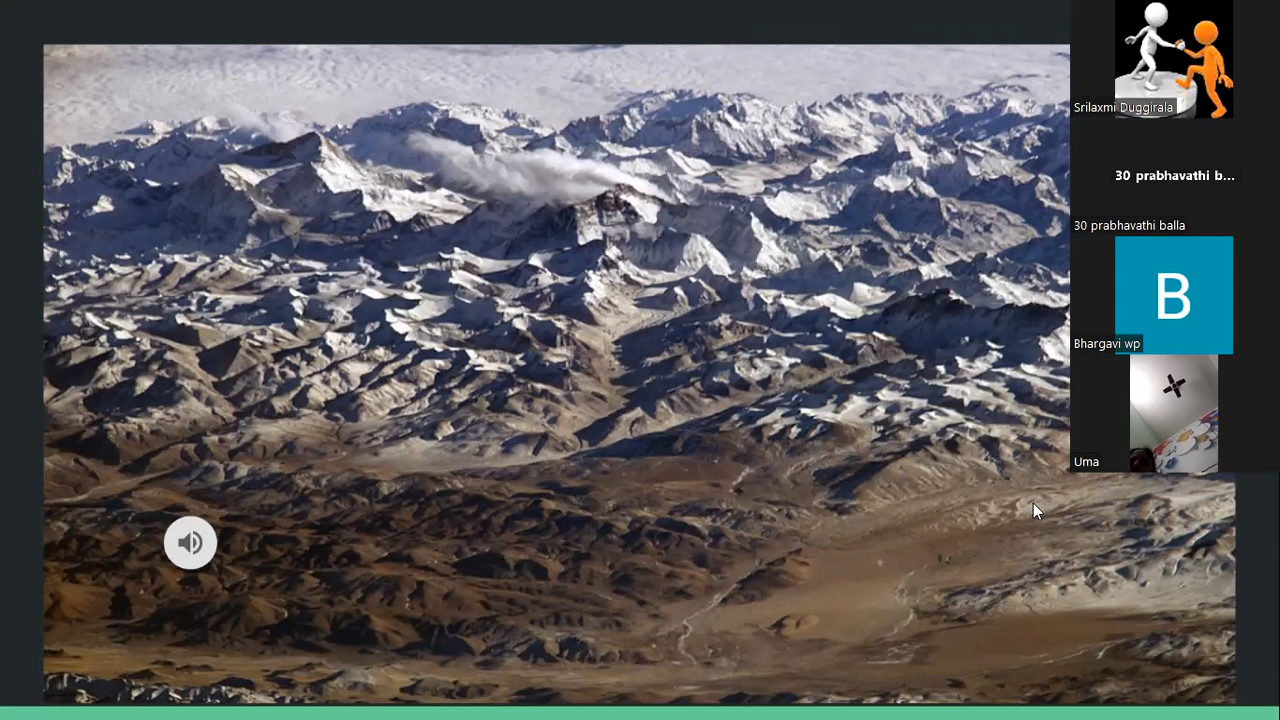 Srilaxmi Duggirala
30 prabhavathi b...
30 prabhavathi balla
B
Bhargavi wp
Uma